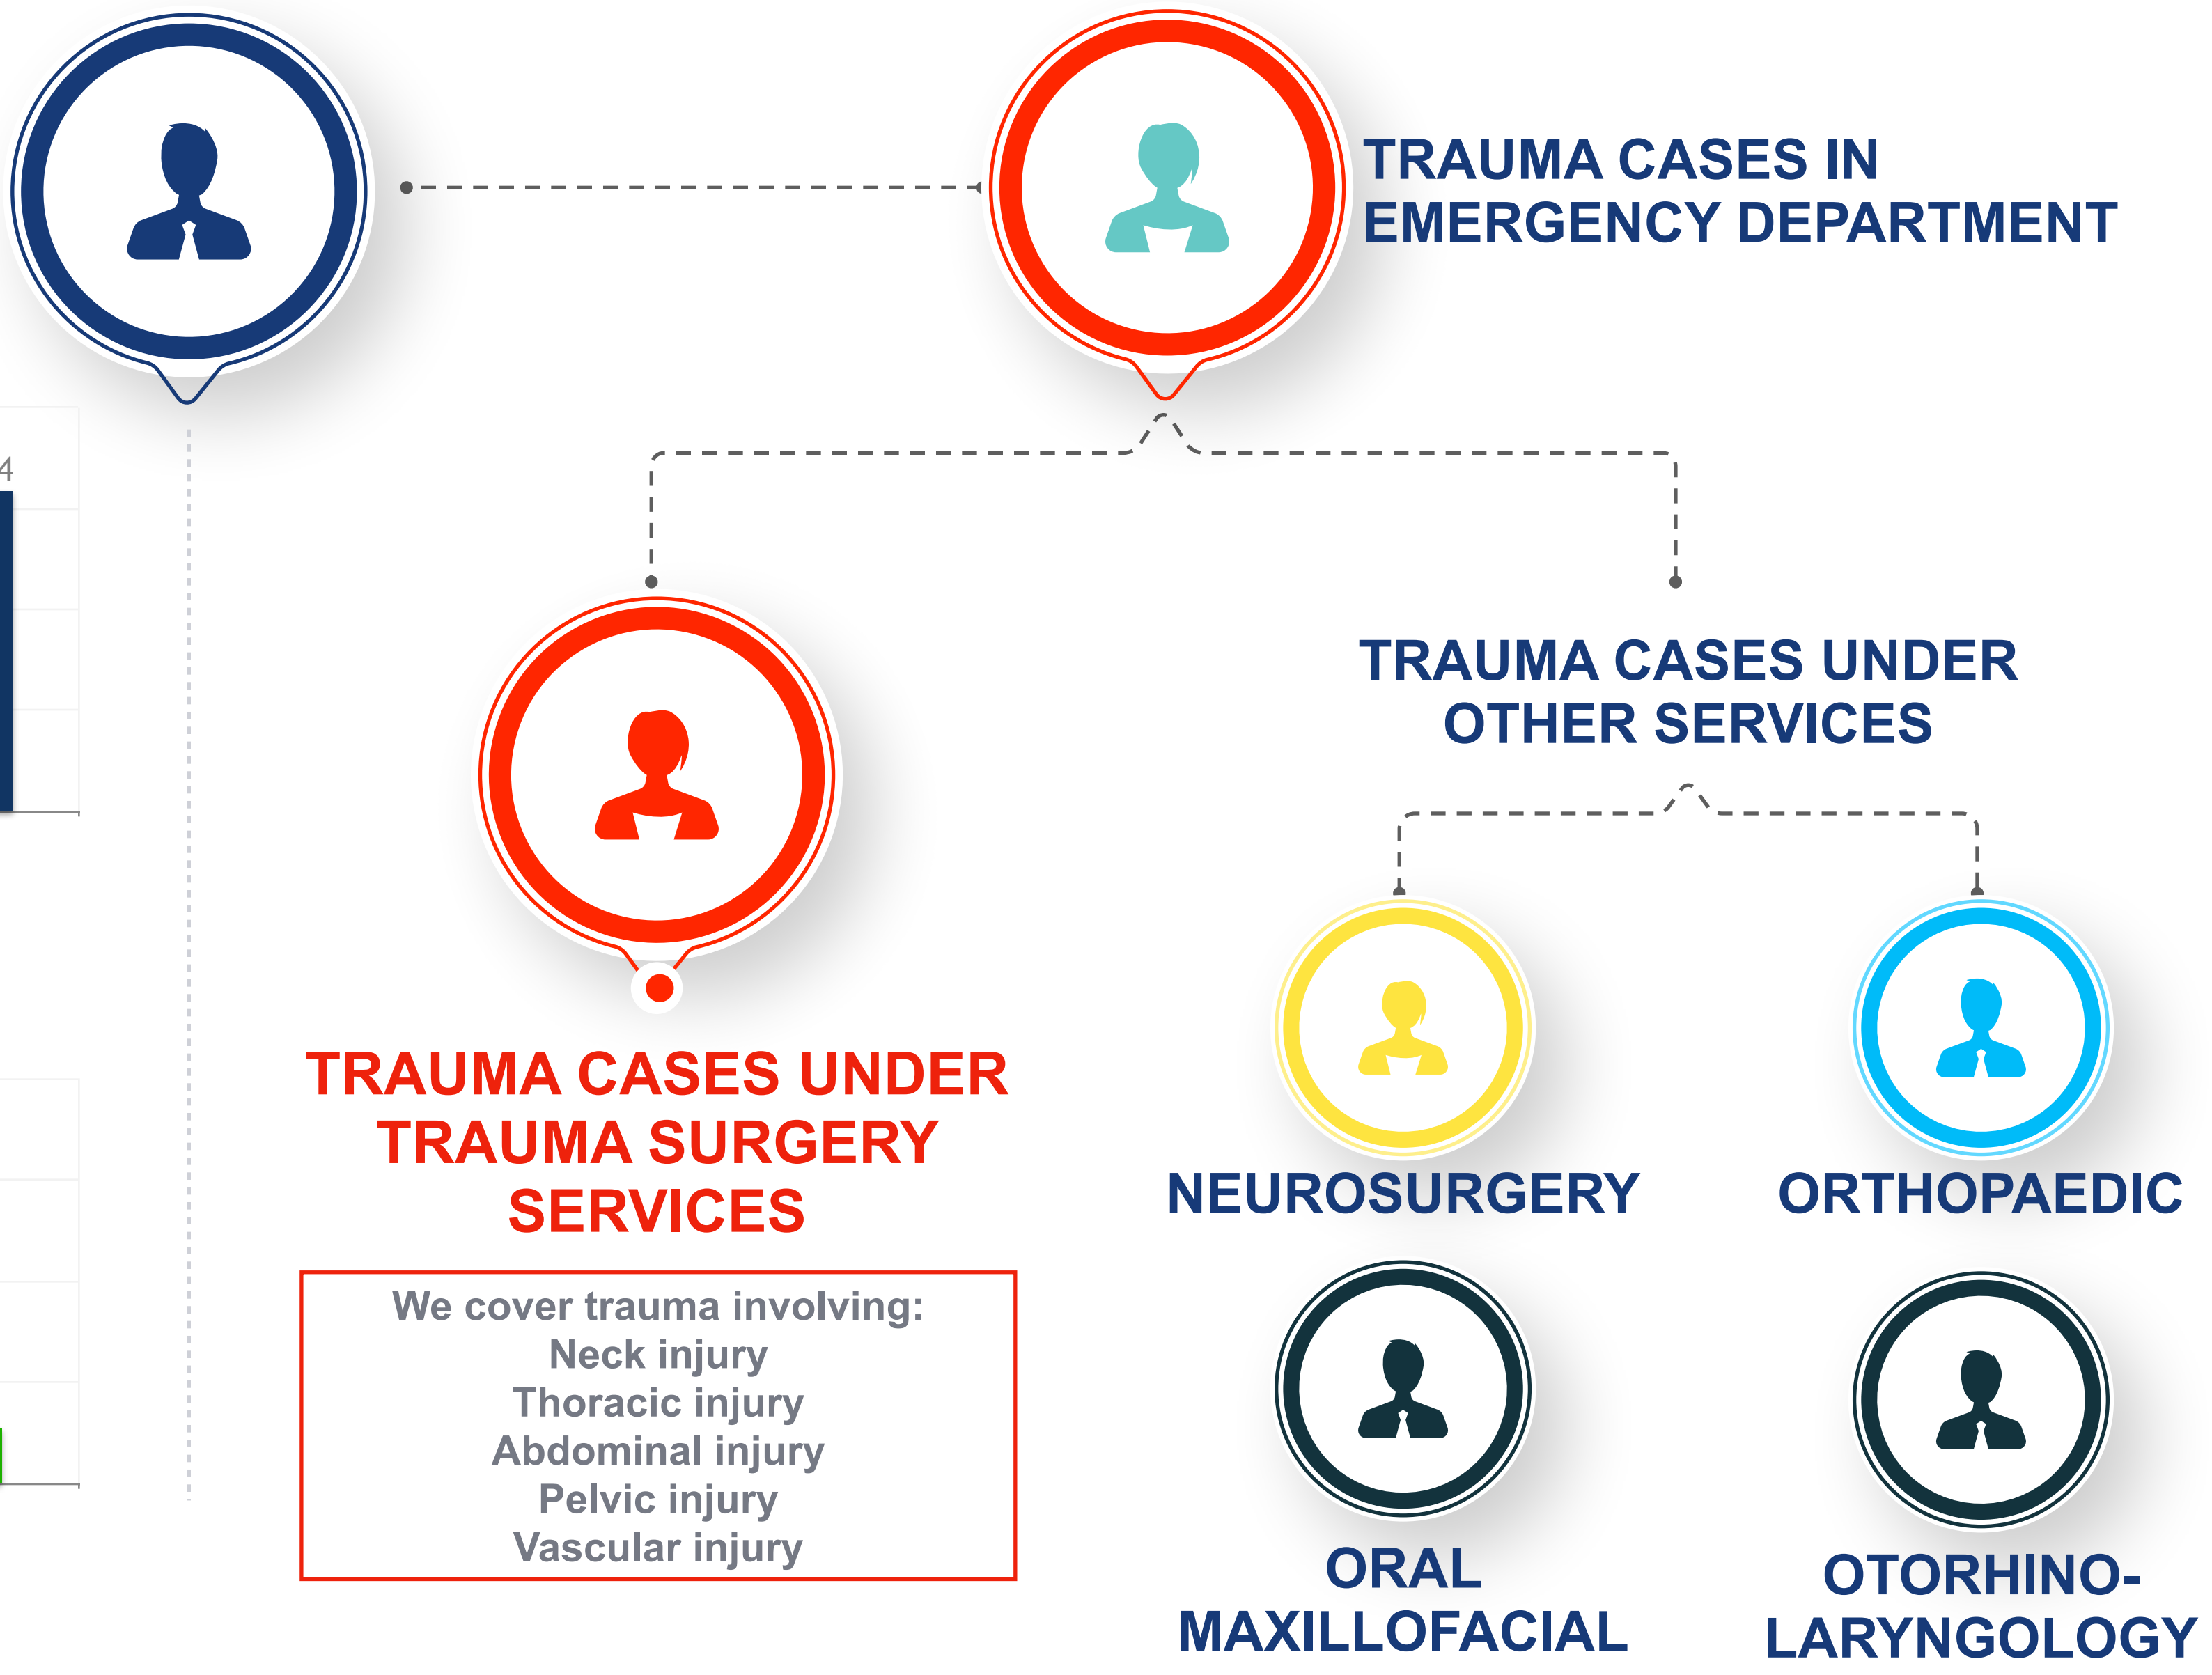 TRAUMA CASES IN
EMERGENCY DEPARTMENT
4
TRAUMA CASES UNDER
OTHER SERVICES
TRAUMA CASES UNDER
TRAUMA SURGERY
SERVICES
We cover trauma involving:
Neck injury
Thoracic injury
Abdominal injury
Pelvic injury
Vascular injury
NEUROSURGERY
ORTHOPAEDIC
ORAL
MAXILLOFACIAL
OTORHINO-
LARYNGOLOGY